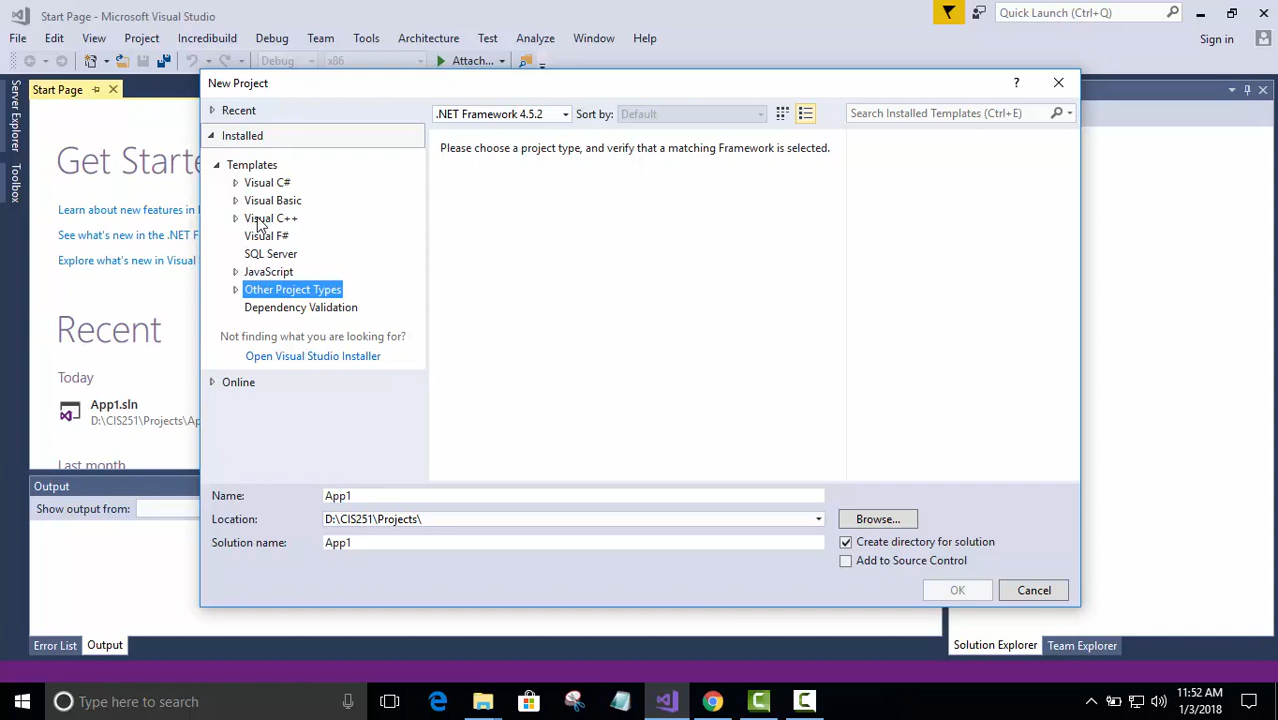 Start Page - Microsoft Visual Studio
Quick Launch (Ctrl+Q)
File Edit View Project Incredibuild Debug Team Tools Architecture Test Analyze Window Help
Sign in
Debug x86 Attach...
Server Explorer
Toolbox
Start Page
Get Starte
Learn about new features in
See what's new in the .NET F
Explore what's new in Visual
Recent
Today
App1.sln
D:\CIS251\Projects\Ap
Last month
New Project
Recent
Installed
Templates
Visual C#
Visual Basic
Visual C++
Visual F#
SQL Server
JavaScript
Other Project Types
Dependency Validation
Not finding what you are looking for?
Open Visual Studio Installer
Online
.NET Framework 4.5.2 Sort by: Default
Search Installed Templates (Ctrl+E)
Please choose a project type, and verify that a matching Framework is selected.
Name: App1
Location: D:\CIS251\Projects\
Browse...
Solution name: App1
Create directory for solution
Add to Source Control
OK Cancel
Output
Show output from:
Error List Output
Solution Explorer Team Explorer
Type here to search
11:52 AM
1/3/2018